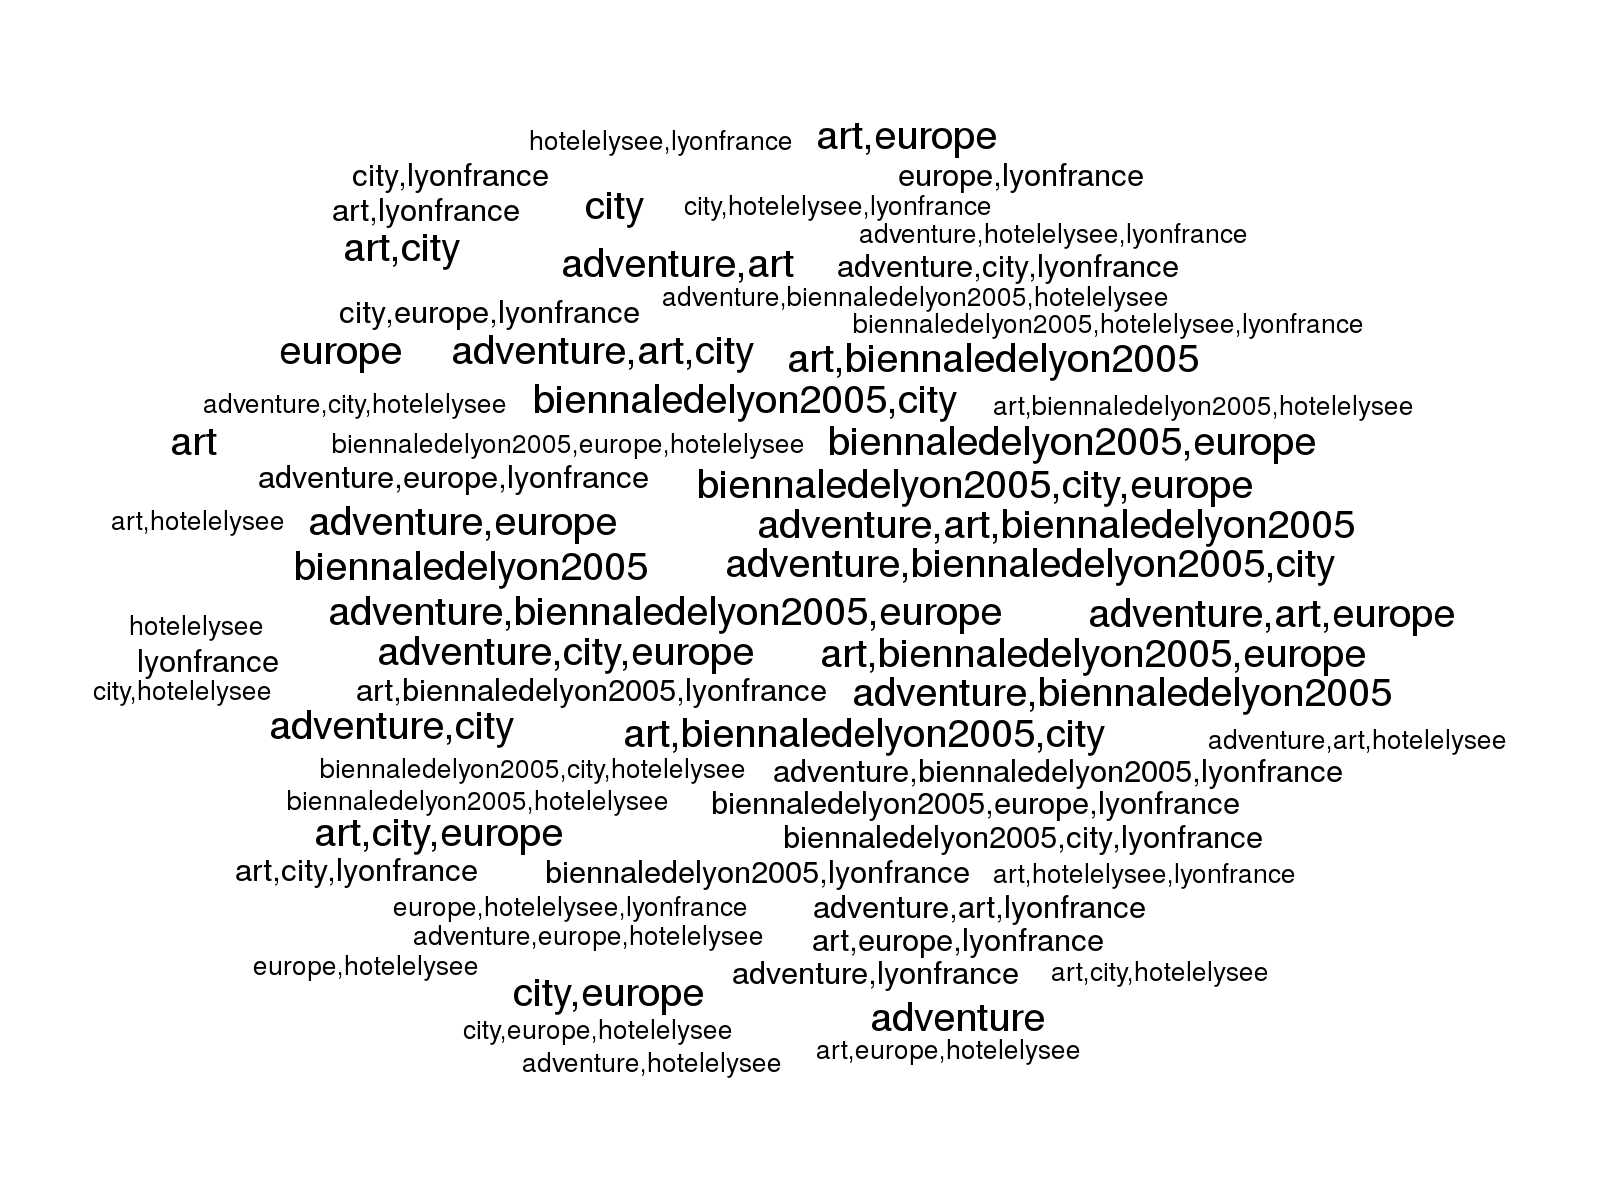 hotelelysee,lyonfrance art,europe
city,lyonfrance europe,lyonfrance
art,lyonfrance city city,hotelelysee,lyonfrance
adventure,hotelelysee,lyonfrance
art,city adventure,art adventure,city,lyonfrance
adventure,biennaledelyon2005,hotelelysee
city,europe,lyonfrance biennaledelyon2005,hotelelysee,lyonfrance
europe adventure,art,city art,biennaledelyon2005
adventure,city,hotelelysee biennaledelyon2005,city art,biennaledelyon2005,hotelelysee
art biennaledelyon2005,europe,hotelelysee biennaledelyon2005,europe
adventure,europe,lyonfrance biennaledelyon2005,city,europe
art,hotelelysee adventure,europe adventure,art,biennaledelyon2005
biennaledelyon2005 adventure,biennaledelyon2005,city
adventure,biennaledelyon2005,europe adventure,art,europe
hotelelysee
lyonfrance adventure,city,europe art,biennaledelyon2005,europe
city,hotelelysee art,biennaledelyon2005,lyonfrance adventure,biennaledelyon2005
adventure,city art,biennaledelyon2005,city adventure,art,hotelelysee
biennaledelyon2005,city,hotelelysee adventure,biennaledelyon2005,lyonfrance
biennaledelyon2005,hotelelysee biennaledelyon2005,europe,lyonfrance
art,city,europe biennaledelyon2005,city,lyonfrance
art,city,lyonfrance biennaledelyon2005,lyonfrance art,hotelelysee,lyonfrance
europe,hotelelysee,lyonfrance adventure,art,lyonfrance
adventure,europe,hotelelysee art,europe,lyonfrance
europe,hotelelysee adventure,lyonfrance art,city,hotelelysee
city,europe adventure
city,europe,hotelelysee art,europe,hotelelysee
adventure,hotelelysee